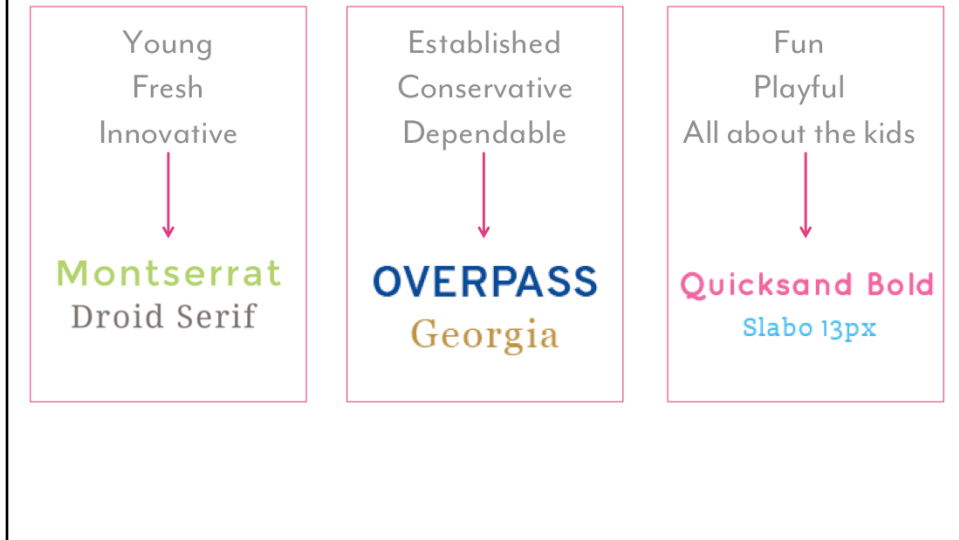 Young
Fresh
Innovative
Montserrat
Droid Serif
Established
Conservative
Dependable
OVERPASS
Georgia
Fun
Playful
All about the kids
Quicksand Bold
Slabo 13px